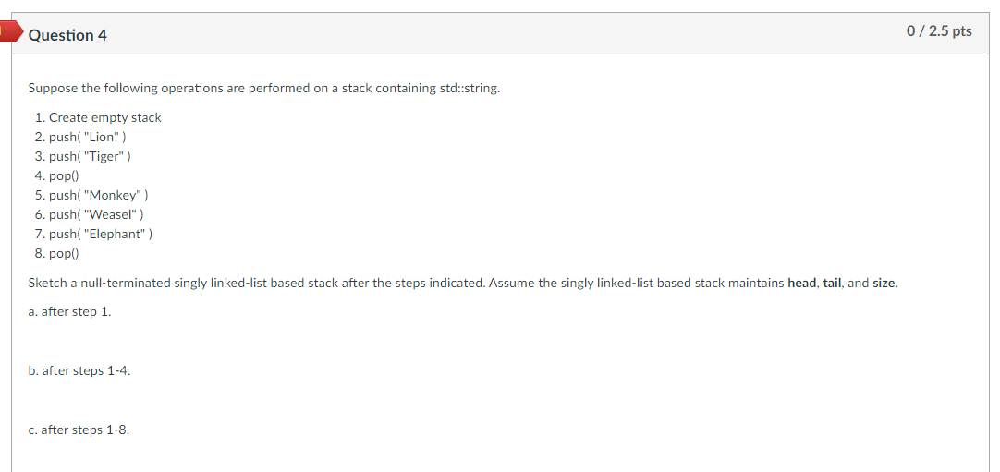 Question 4
0 / 2.5 pts
Suppose the following operations are performed on a stack containing std::string.
1. Create empty stack
2. push( "Lion" )
3. push( "Tiger" )
4. pop()
5. push( "Monkey" )
6. push( "Weasel" )
7. push( "Elephant" )
8. pop()
Sketch a null-terminated singly linked-list based stack after the steps indicated. Assume the singly linked-list based stack maintains head, tail, and size.
a. after step 1.
b. after steps 1-4.
c. after steps 1-8.